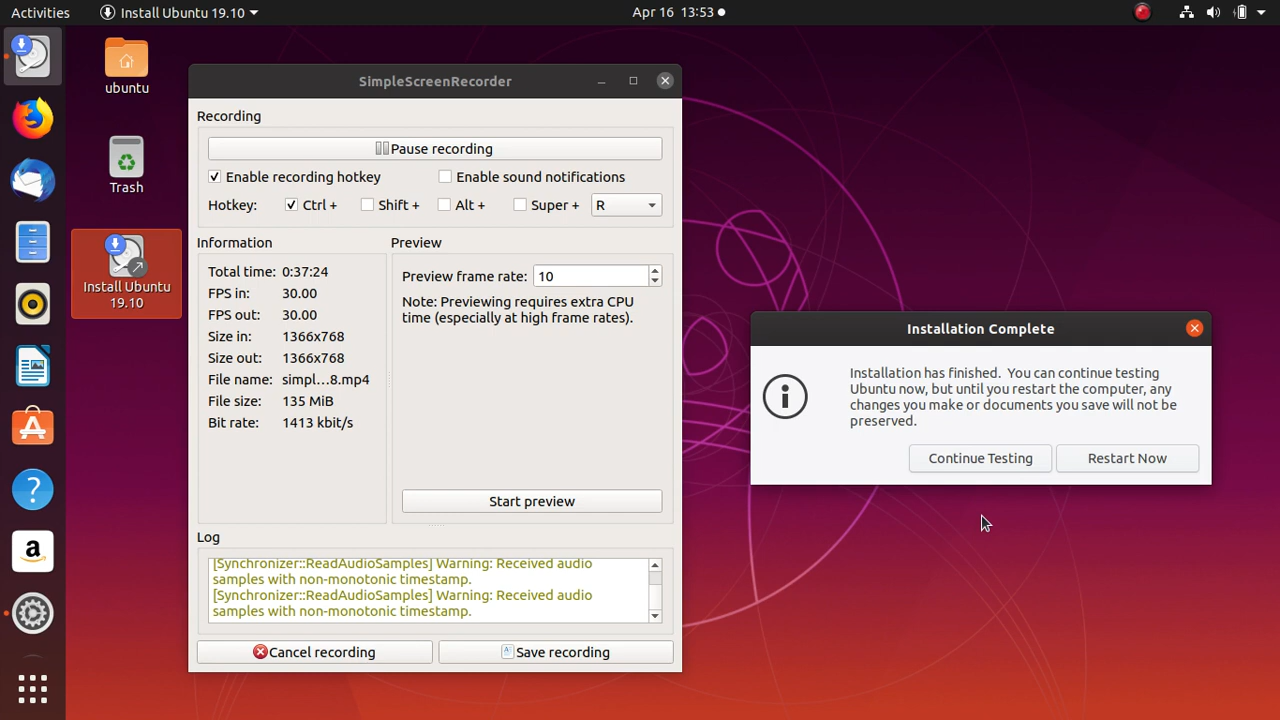 Activities
Install Ubuntu 19.10
Apr 16 13:53
ubuntu
Trash
Install Ubuntu
19.10
SimpleScreenRecorder
Recording
Pause recording
Enable recording hotkey
Enable sound notifications
Hotkey:
Ctrl +
Shift +
Alt +
Super +
R
Information
Total time: 0:37:24
FPS in: 30.00
FPS out: 30.00
Size in: 1366x768
Size out: 1366x768
File name: simpl...8.mp4
File size: 135 MiB
Bit rate: 1413 kbit/s
Preview
Preview frame rate: 10
Note: Previewing requires extra CPU
time (especially at high frame rates).
Start preview
Log
[Synchronizer::ReadAudioSamples] Warning: Received audio
samples with non-monotonic timestamp.
[Synchronizer::ReadAudioSamples] Warning: Received audio
samples with non-monotonic timestamp.
Cancel recording
Save recording
Installation Complete
Installation has finished. You can continue testing
Ubuntu now, but until you restart the computer, any
changes you make or documents you save will not be
preserved.
Continue Testing
Restart Now